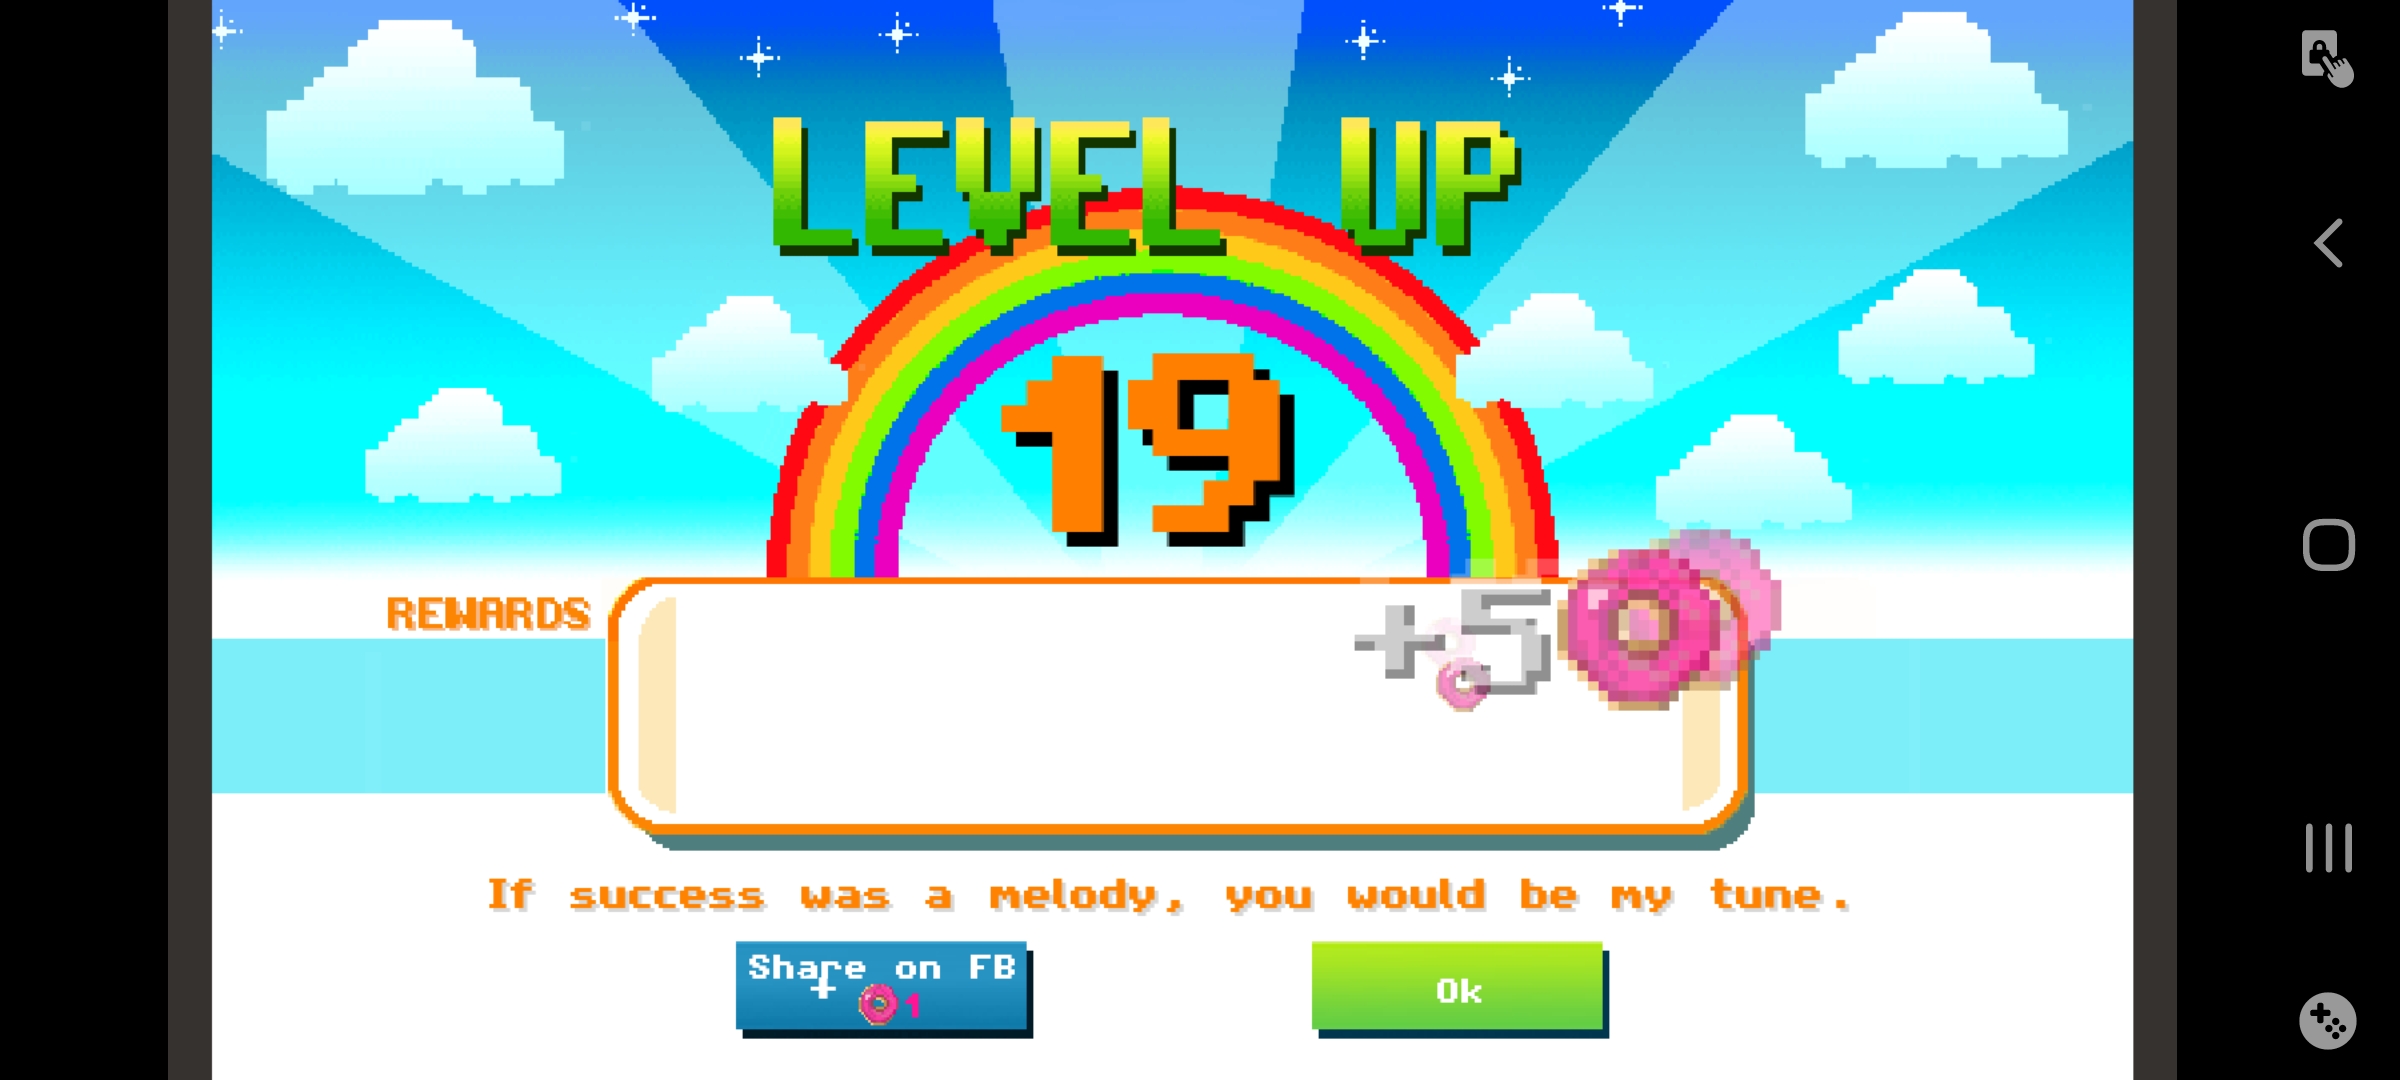 LEVEL UP
19
REWARDS
+5
If success was a melody, you would be my tune.
Share on FB
+ 1
Ok